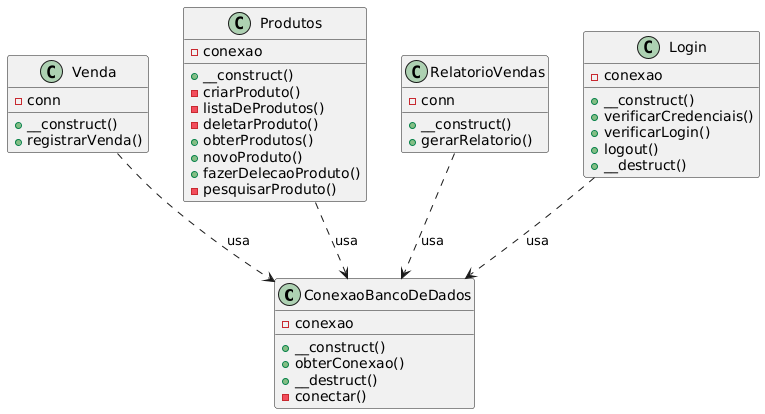 C Venda
conn
__construct()
registrarVenda()
C Produtos
conexao
__construct()
criarProduto()
listaDeProdutos()
deletarProduto()
obterProdutos()
novoProduto()
fazerDelecaoProduto()
pesquisarProduto()
C RelatorioVendas
conn
__construct()
gerarRelatorio()
C Login
conexao
__construct()
verificarCredenciais()
verificarLogin()
logout()
__destruct()
usa
usa
usa
usa
C ConexaoBancoDeDados
conexao
__construct()
obterConexao()
__destruct()
conectar()